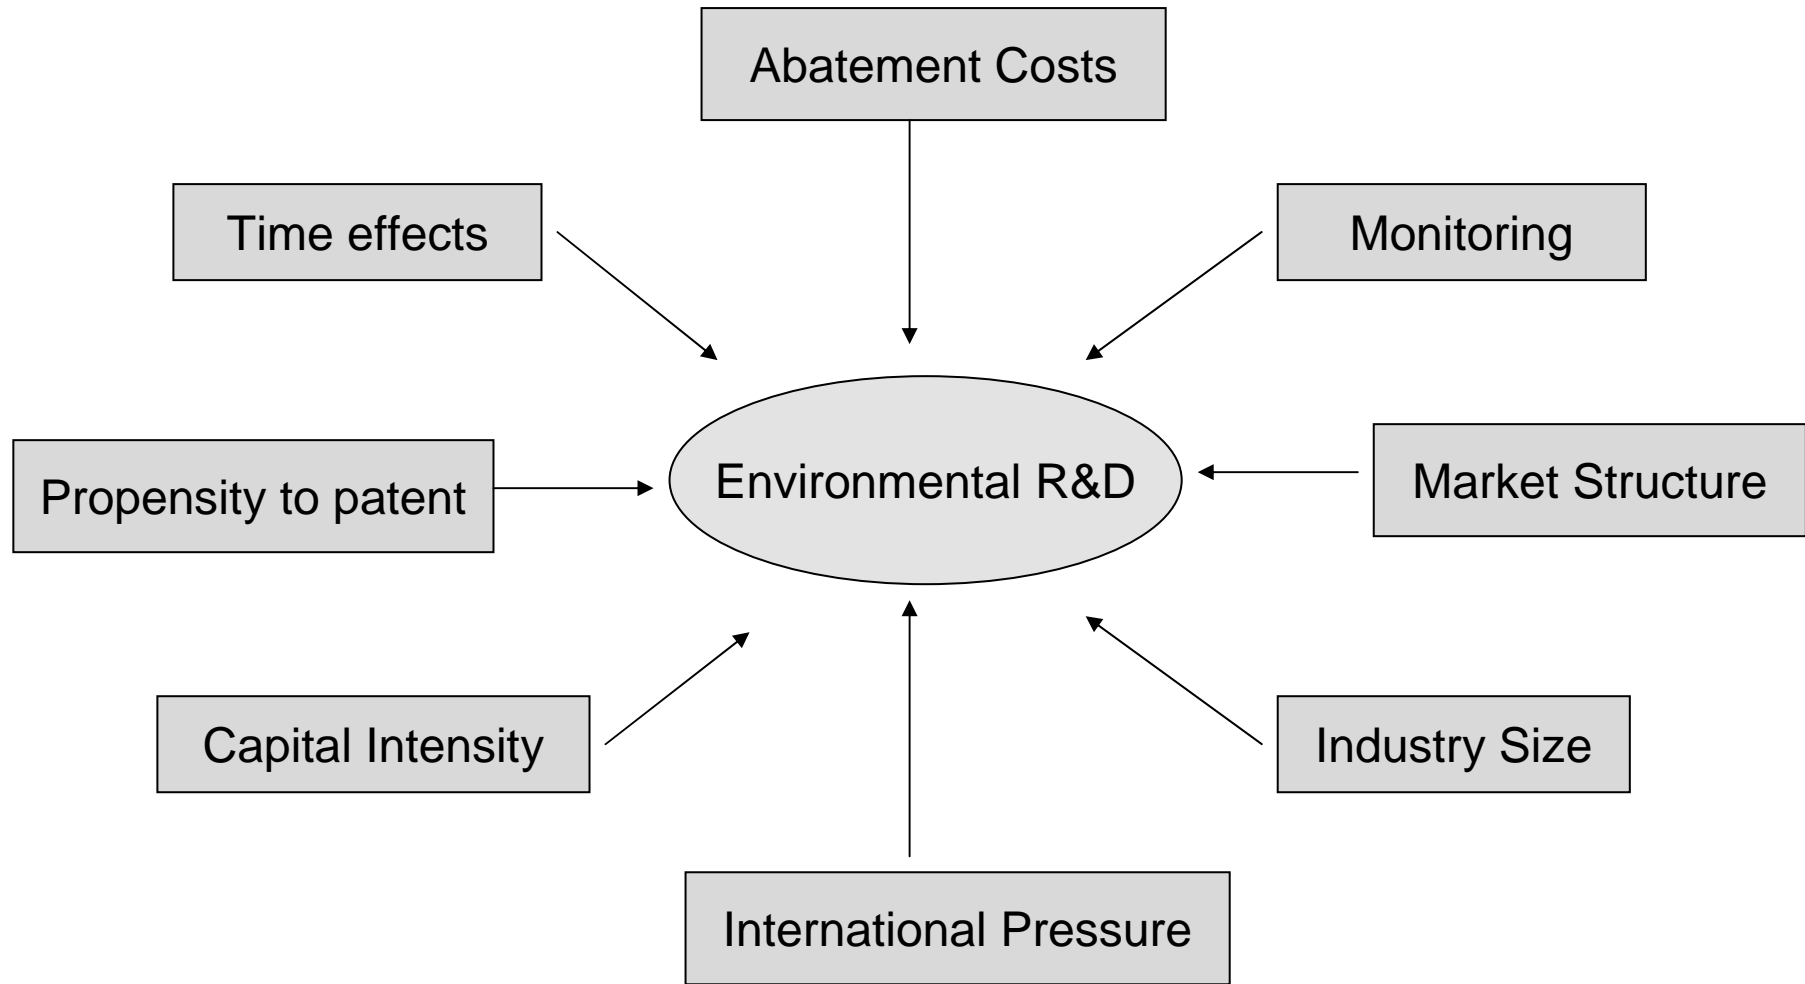 Abatement Costs
Time effects
Monitoring
Propensity to patent
Environmental R&D
Market Structure
Capital Intensity
Industry Size
International Pressure